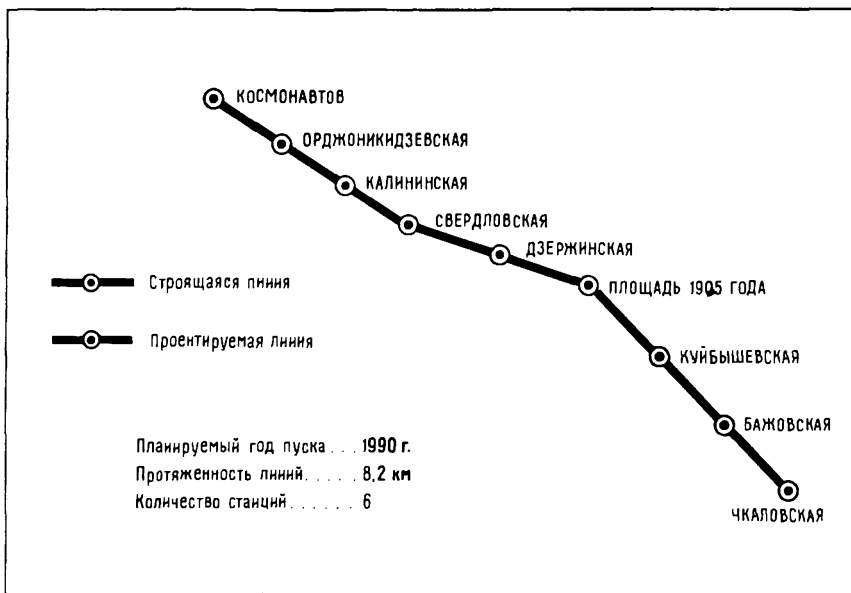 КОСМОНАВТОВ
ОРДЖОНИКИДЗЕВСКАЯ
КАЛИНИНСКАЯ
СВЕРДЛОВСКАЯ
ДЗЕРЖИНСКАЯ
ПЛОЩАДЬ 1905 ГОДА
КУЙБЫШЕВСКАЯ
БАЖОВСКАЯ
ЧКАЛОВСКАЯ
Строящаяся линия
Проектируемая линия
Планируемый год пуска . . . 1990 г.
Протяженность линий . . . . . 8,2 км
Количество станций . . . . . . 6